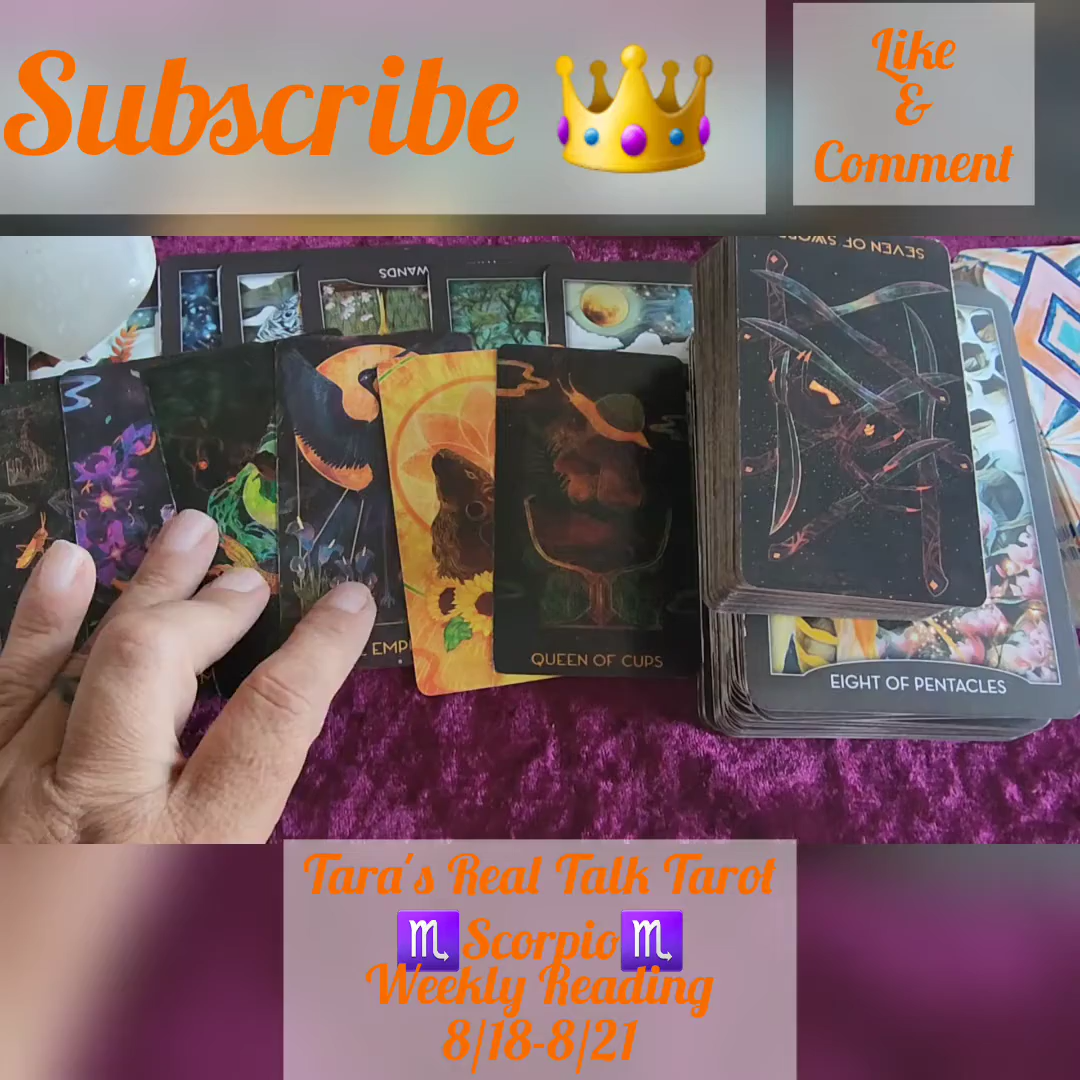 Subscribe
Like
&
Comment
SEVEN OF SWORDS
WANDS
QUEEN OF CUPS
EIGHT OF PENTACLES
Tara's Real Talk Tarot
♏Scorpio♏
Weekly Reading
8/18-8/21